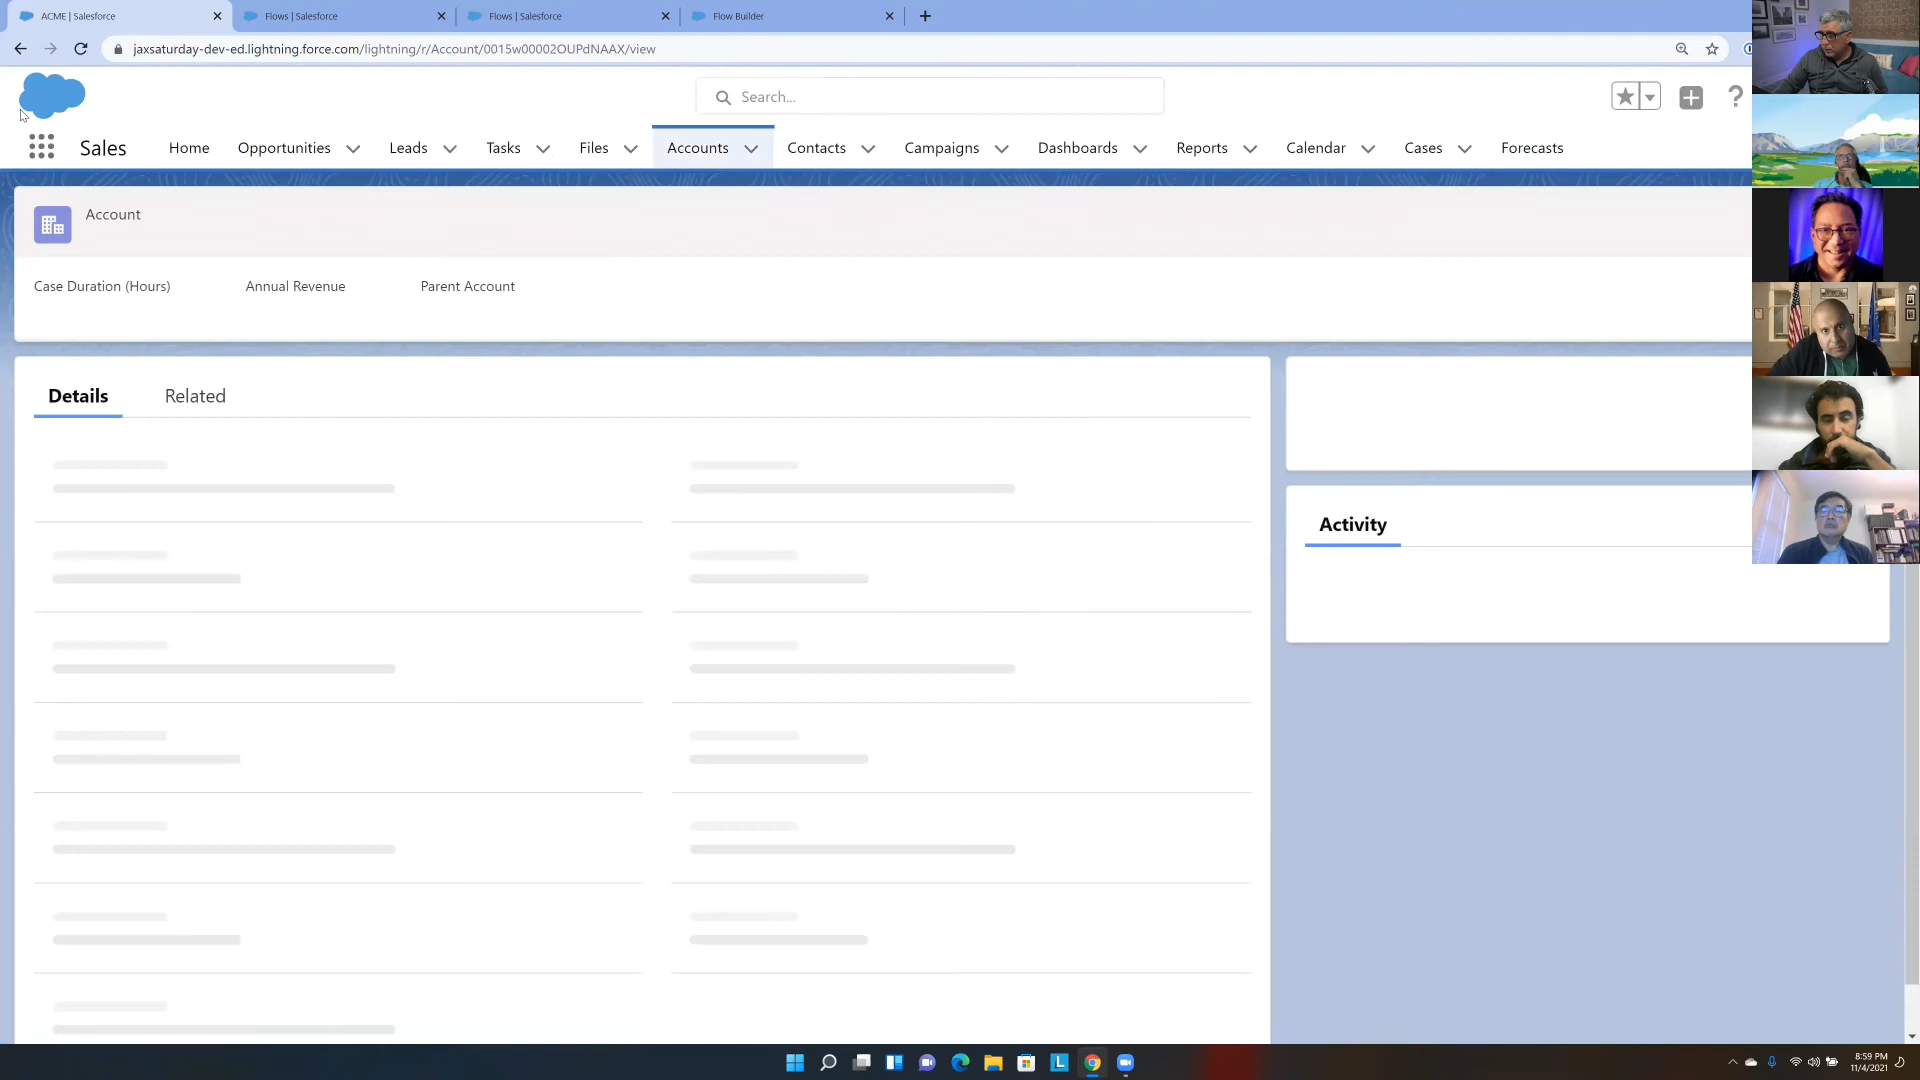 ACME | Salesforce
Flows | Salesforce
Flows | Salesforce
Flow Builder
jaxsaturday-dev-ed.lightning.force.com/lightning/r/Account/0015w00002OUPdNAAX/view
Search...
Sales
Home
Opportunities
Leads
Tasks
Files
Accounts
Contacts
Campaigns
Dashboards
Reports
Calendar
Cases
Forecasts
Account
Case Duration (Hours)
Annual Revenue
Parent Account
Details
Related
Activity
8:59 PM
11/4/2021